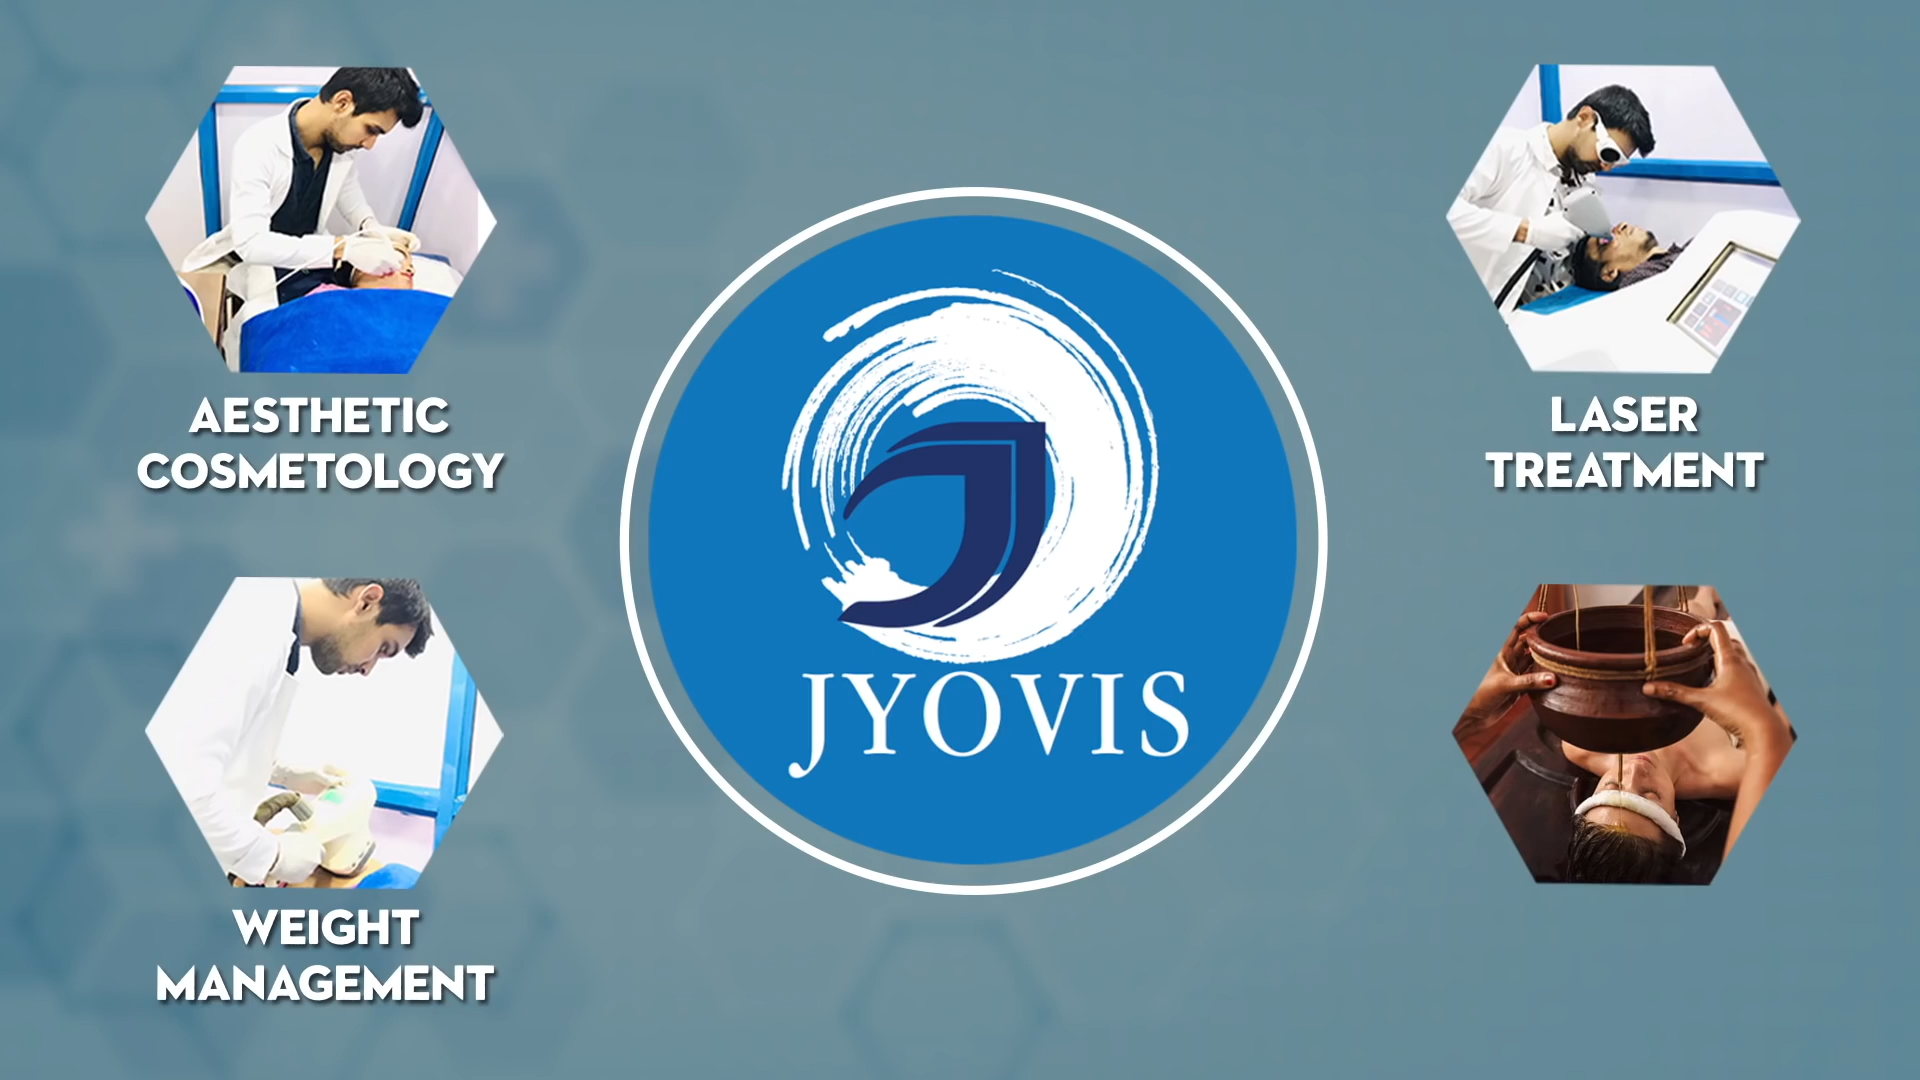 AESTHETIC
COSMETOLOGY
LASER
TREATMENT
JYOVIS
WEIGHT
MANAGEMENT